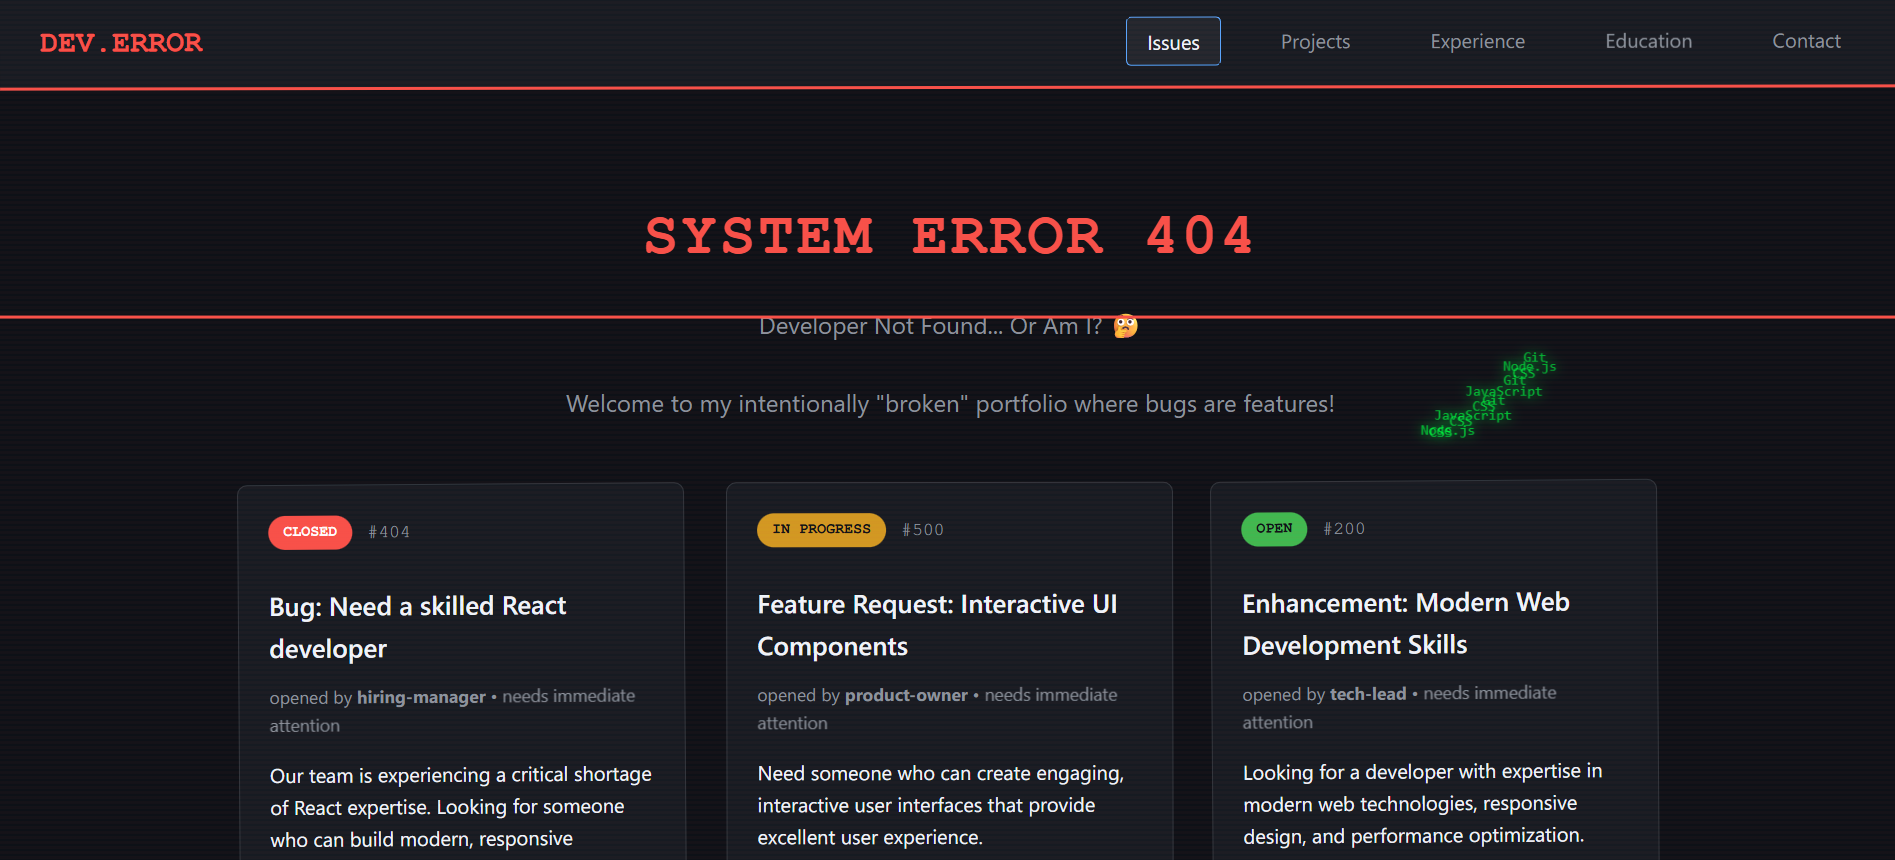 DEV.ERROR
Issues
Projects
Experience
Education
Contact
SYSTEM ERROR 404
Developer Not Found... Or Am I? 🤔
Welcome to my intentionally "broken" portfolio where bugs are features!
Git
Node.js
CSS
Git
JavaScript
Git
CSS
JavaScript
CSS
Node.js
CSS
CLOSED #404
Bug: Need a skilled React
developer
opened by hiring-manager • needs immediate
attention
Our team is experiencing a critical shortage
of React expertise. Looking for someone
who can build modern, responsive
IN PROGRESS #500
Feature Request: Interactive UI
Components
opened by product-owner • needs immediate
attention
Need someone who can create engaging,
interactive user interfaces that provide
excellent user experience.
OPEN #200
Enhancement: Modern Web
Development Skills
opened by tech-lead • needs immediate
attention
Looking for a developer with expertise in
modern web technologies, responsive
design, and performance optimization.